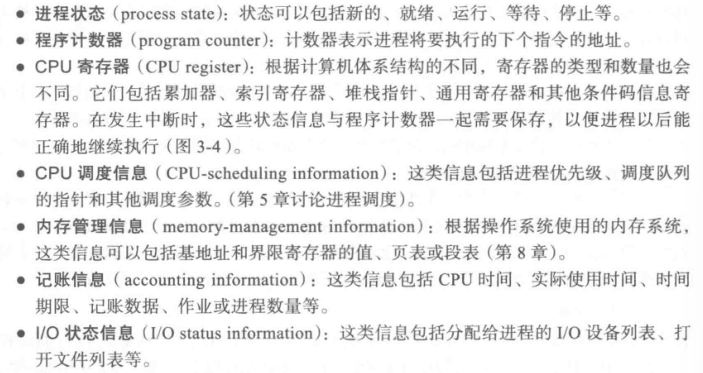 ● 进程状态（process state）：状态可以包括新的、就绪、运行、等待、停止等。
● 程序计数器（program counter）：计数器表示进程将要执行的下个指令的地址。
● CPU 寄存器（CPU register）：根据计算机体系结构的不同，寄存器的类型和数量也会
不同。它们包括累加器、索引寄存器、堆栈指针、通用寄存器和其他条件码信息寄
存器。在发生中断时，这些状态信息与程序计数器一起需要保存，以便进程以后能
正确地继续执行（图 3-4）。
● CPU 调度信息（CPU-scheduling information）：这类信息包括进程优先级、调度队列
的指针和其他调度参数。（第 5 章讨论进程调度）。
● 内存管理信息（memory-management information）：根据操作系统使用的内存系统，
这类信息可以包括基地址和界限寄存器的值、页表或段表（第 8 章）。
● 记账信息（accounting information）：这类信息包括 CPU 时间、实际使用时间、时间
期限、记账数据、作业或进程数量等。
● I/O 状态信息（I/O status information）：这类信息包括分配给进程的 I/O 设备列表、打
开文件列表等。